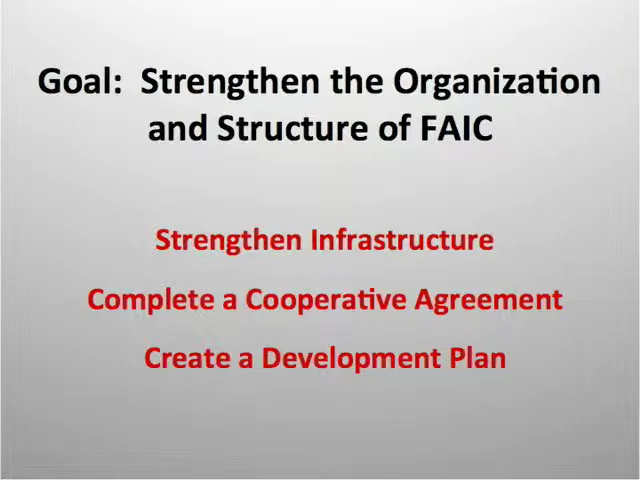 Goal:  Strengthen the Organization
and Structure of FAIC
Strengthen Infrastructure
Complete a Cooperative Agreement
Create a Development Plan